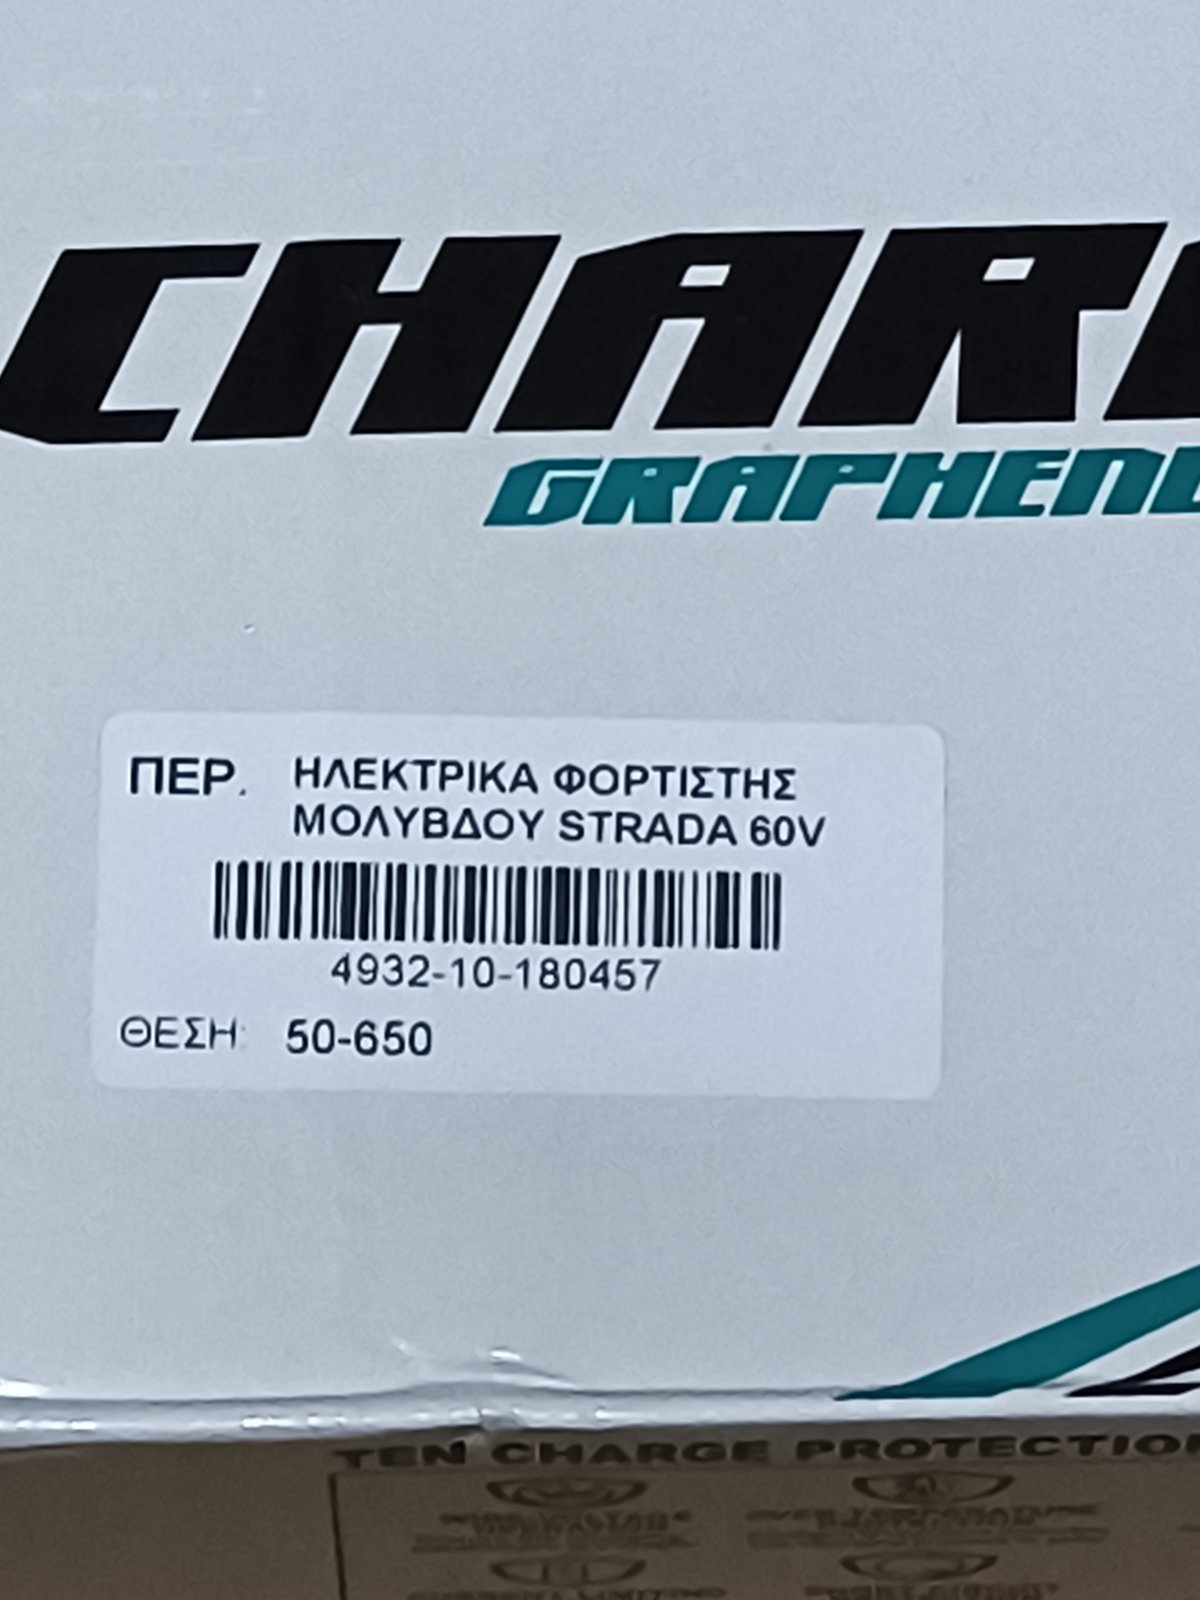 CHAR
GRAPHENE
ΠΕΡ. ΗΛΕΚΤΡΙΚΑ ΦΟΡΤΙΣΤΗΣ
ΜΟΛΥΒΔΟΥ STRADA 60V
4932-10-180457
ΘΕΣΗ: 50-650
TEN CHARGE PROTECTION